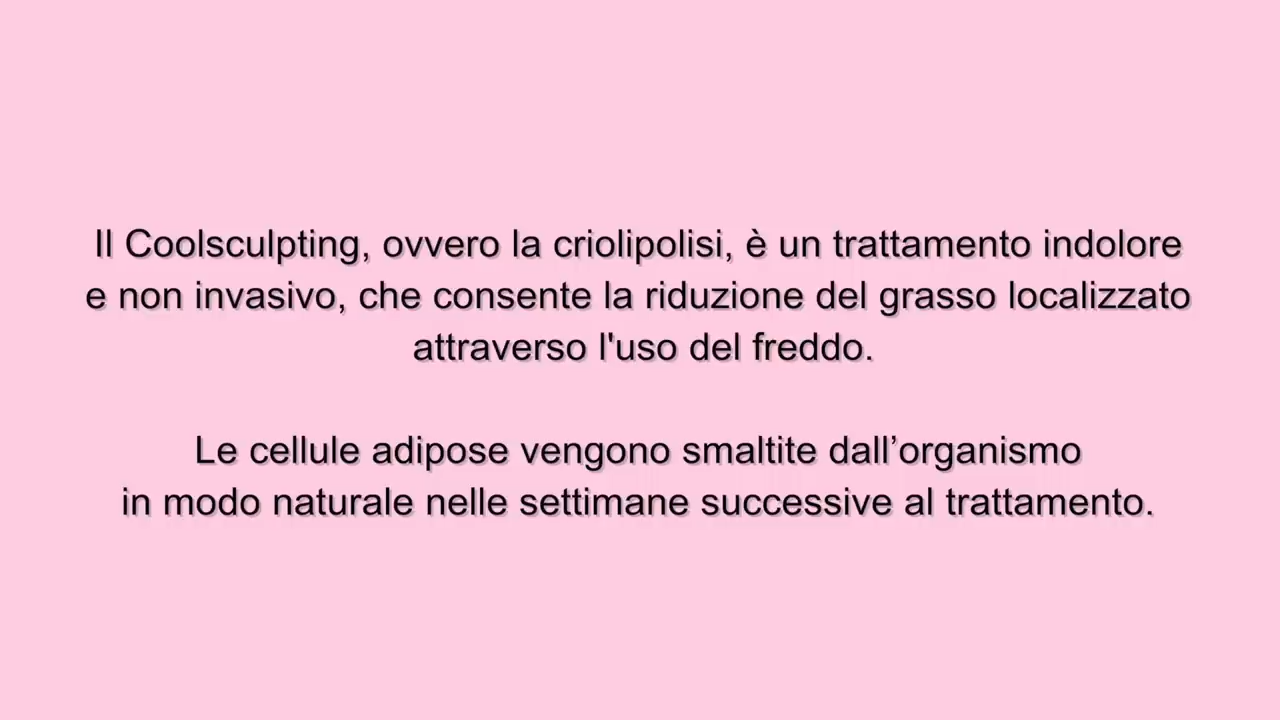 Il Coolsculpting, ovvero la criolipolisi, è un trattamento indolore
e non invasivo, che consente la riduzione del grasso localizzato
attraverso l'uso del freddo.
Le cellule adipose vengono smaltite dall’organismo
in modo naturale nelle settimane successive al trattamento.